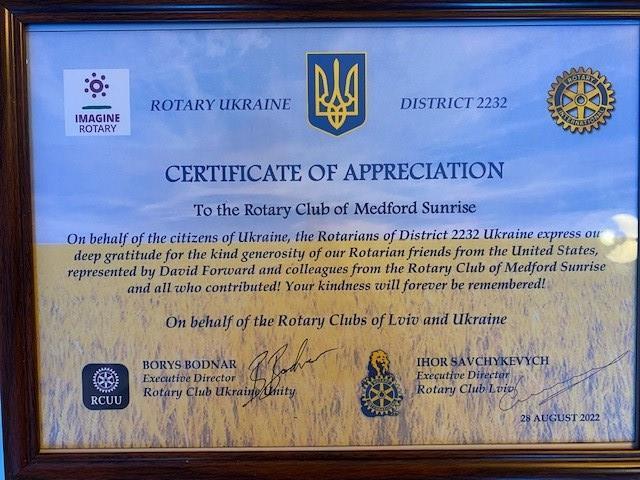 IMAGINE
ROTARY
ROTARY UKRAINE
DISTRICT 2232
ROTARY
INTERNATIONAL
CERTIFICATE OF APPRECIATION
To the Rotary Club of Medford Sunrise
On behalf of the citizens of Ukraine, the Rotarians of District 2232 Ukraine express ou
deep gratitude for the kind generosity of our Rotarian friends from the United States,
represented by David Forward and colleagues from the Rotary Club of Medford Sunrise
and all who contributed! Your kindness will forever be remembered!
On behalf of the Rotary Clubs of Lviv and Ukraine
RCUU
BORYS BODNAR
Executive Director
Rotary Club Ukraine Unity
IHOR SAVCHYKEVYCH
Executive Director
Rotary Club Lviv
28 AUGUST 2022